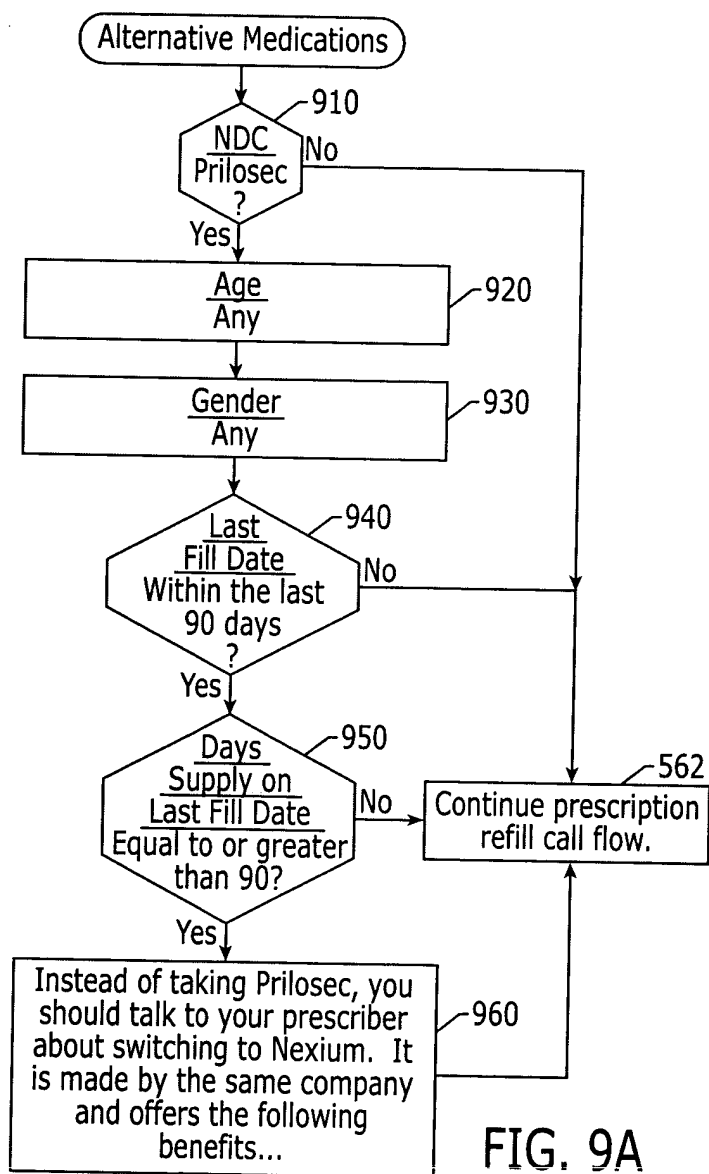 Alternative Medications
910
NDC
Prilosec
?
No
Yes
Age
Any
920
Gender
Any
930
940
Last
Fill Date
Within the last
90 days
?
No
Yes
950
Days
Supply on
Last Fill Date
Equal to or greater
than 90?
No
562
Continue prescription
refill call flow.
Yes
Instead of taking Prilosec, you
should talk to your prescriber
about switching to Nexium. It
is made by the same company
and offers the following
benefits...
960
FIG. 9A